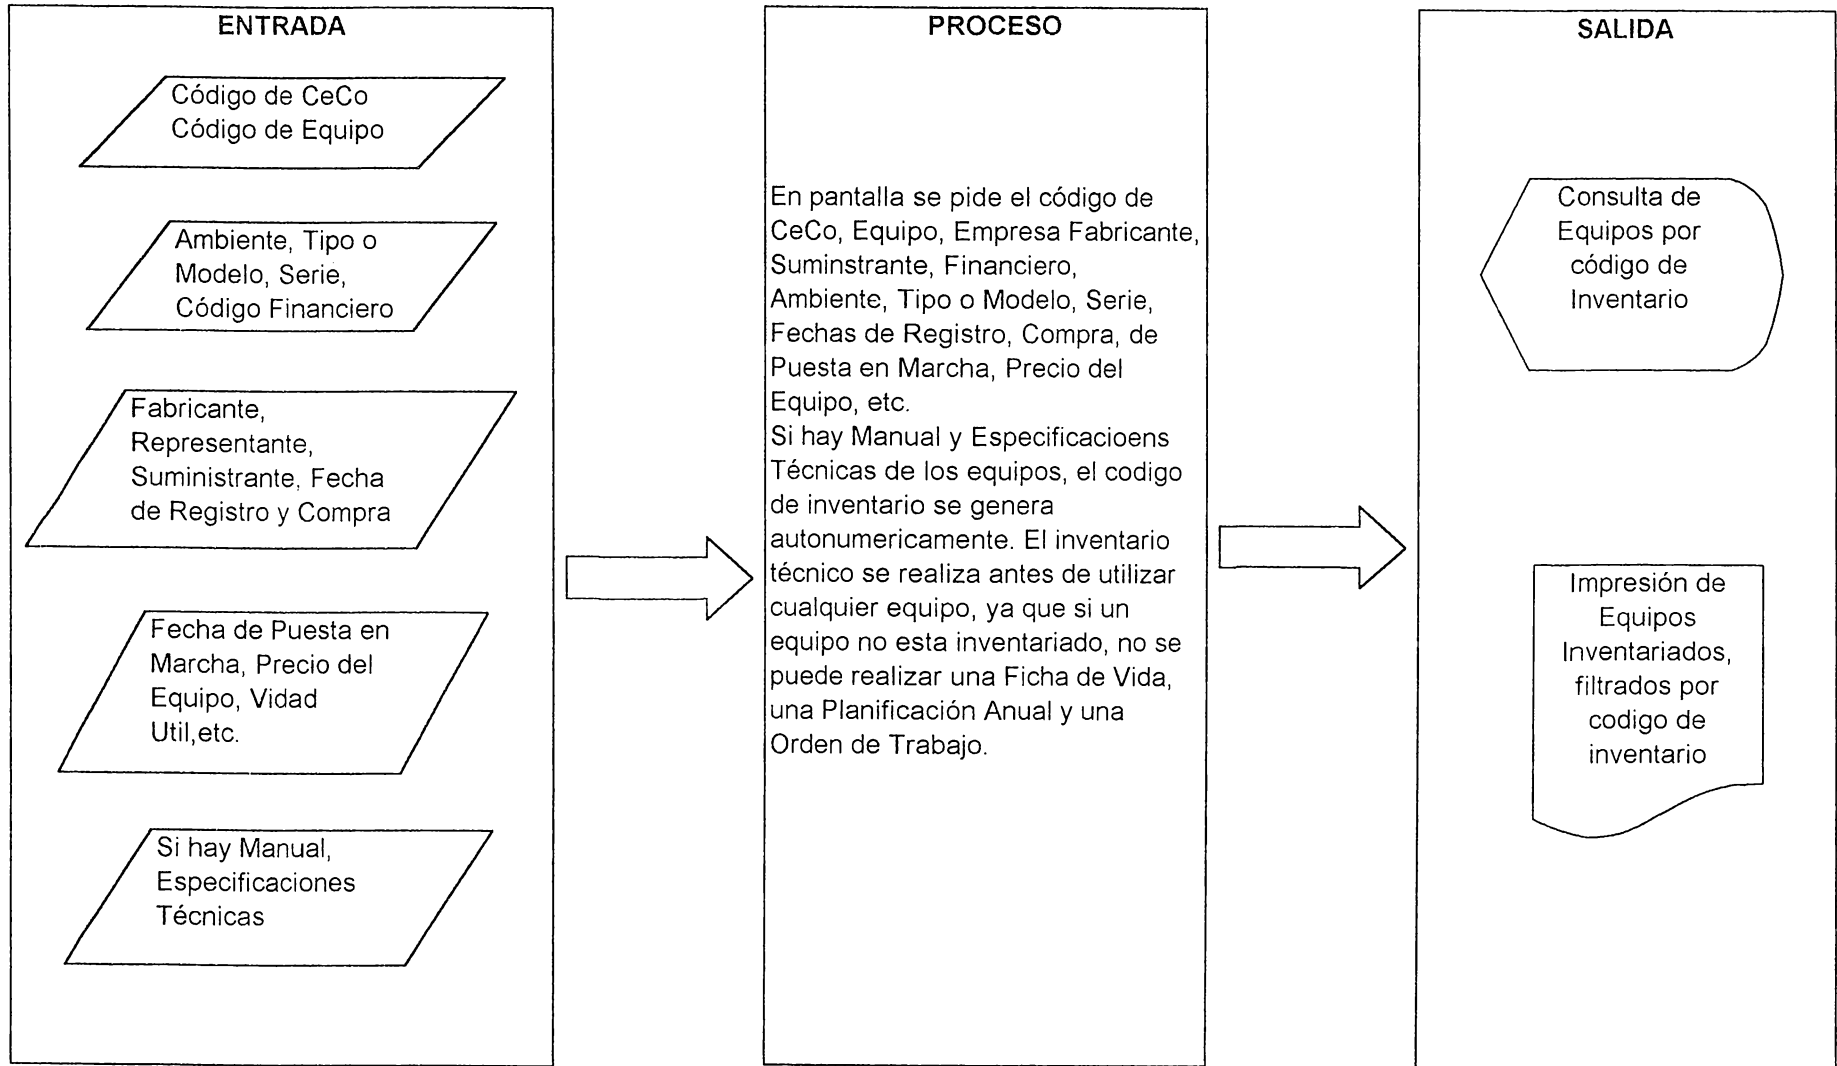 ENTRADA
Código de CeCo
Código de Equipo
Ambiente, Tipo o
Modelo, Serie,
Código Financiero
Fabricante,
Representante,
Suministrante, Fecha
de Registro y Compra
Fecha de Puesta en
Marcha, Precio del
Equipo, Vidad
Util,etc.
Si hay Manual,
Especificaciones
Técnicas
PROCESO
En pantalla se pide el código de
CeCo, Equipo, Empresa Fabricante,
Suminstrante, Financiero,
Ambiente, Tipo o Modelo, Serie,
Fechas de Registro, Compra, de
Puesta en Marcha, Precio del
Equipo, etc.
Si hay Manual y Especificacioens
Técnicas de los equipos, el codigo
de inventario se genera
autonumericamente. El inventario
técnico se realiza antes de utilizar
cualquier equipo, ya que si un
equipo no esta inventariado, no se
puede realizar una Ficha de Vida,
una Planificación Anual y una
Orden de Trabajo.
SALIDA
Consulta de
Equipos por
código de
Inventario
Impresión de
Equipos
Inventariados,
filtrados por
codigo de
inventario